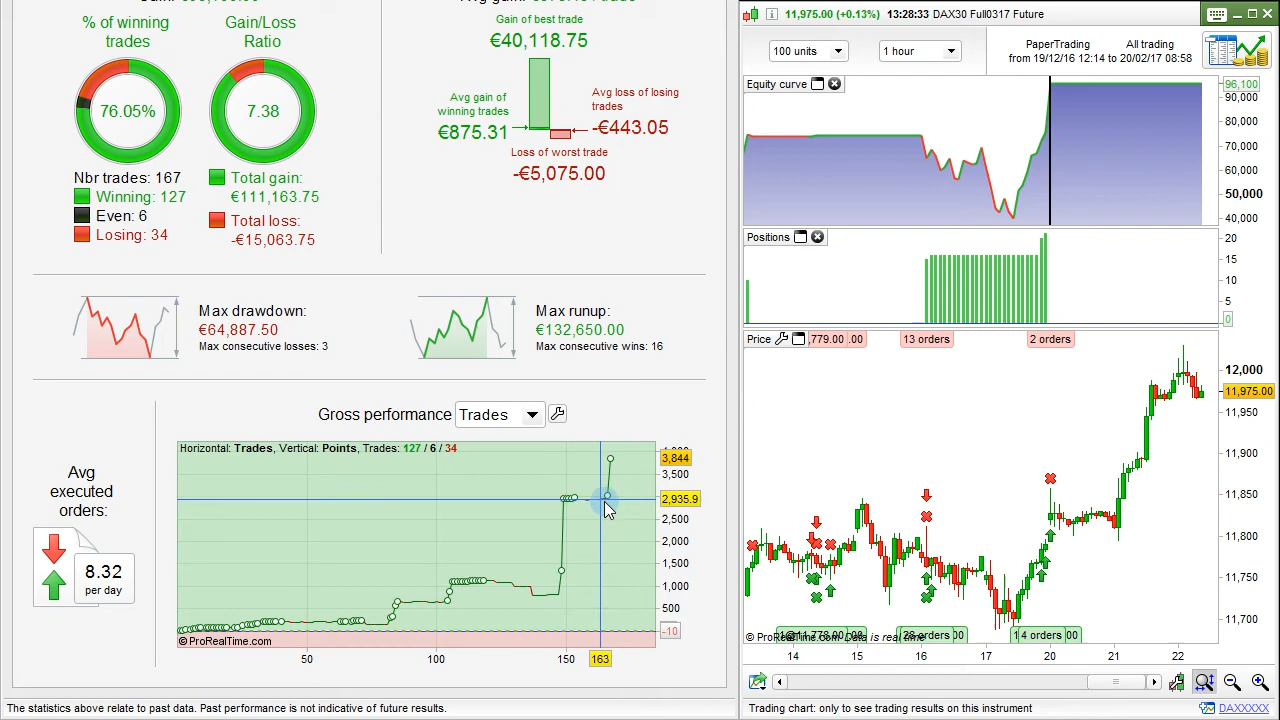 % of winning trades
Gain/Loss Ratio
76.05%
7.38
Nbr trades: 167
Winning: 127
Even: 6
Losing: 34
Total gain:
€111,163.75
Total loss:
-€15,063.75
Gain of best trade
€40,118.75
Avg gain of
winning trades
€875.31
Avg loss of losing
trades
-€443.05
Loss of worst trade
-€5,075.00
Max drawdown:
€64,887.50
Max consecutive losses: 3
Max runup:
€132,650.00
Max consecutive wins: 16
Gross performance
Trades
Avg
executed
orders:
8.32
per day
Horizontal: Trades, Vertical: Points, Trades: 127 / 6 / 34
3,844
3,500
2,935.9
2,500
2,000
1,500
1,000
500
-10
© ProRealTime.com
50
100
150
163
The statistics above relate to past data. Past performance is not indicative of future results.
11,975.00 (+0.13%) 13:28:33 DAX30 Full0317 Future
100 units
1 hour
PaperTrading
All trading
from 19/12/16 12:14 to 20/02/17 08:58
Equity curve
96,100
90,000
80,000
70,000
60,000
50,000
40,000
Positions
20
15
10
5
0
Price
,779.00
.00
13 orders
2 orders
12,000
11,975.00
11,950
11,900
11,850
11,800
11,750
11,700
© ProRealTime.com Data is real time
14 orders
14
15
16
17
20
21
22
Trading chart: only to see trading results on this instrument
DAXXXXX